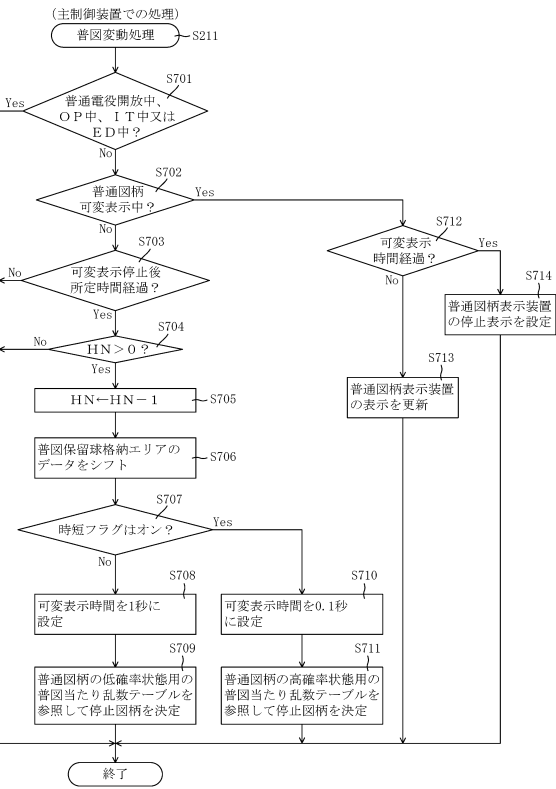 (主制御装置での処理)
普図変動処理
S211
S701
普通電役開放中、
OP中、IT中又は
ED中？
Yes
No
S702
普通図柄
可変表示中？
Yes
No
S712
可変表示
時間経過？
Yes
No
S703
可変表示停止後
所定時間経過？
No
Yes
S714
普通図柄表示装置
の停止表示を設定
S704
HN＞0？
No
Yes
S713
普通図柄表示装置
の表示を更新
HN←HN－1
S705
普図保留球格納エリアの
データをシフト
S706
S707
時短フラグはオン？
Yes
No
S708
可変表示時間を1秒に
設定
S710
可変表示時間を0.1秒
に設定
S709
普通図柄の低確率状態用の
普図当たり乱数テーブルを
参照して停止図柄を決定
S711
普通図柄の高確率状態用の
普図当たり乱数テーブルを
参照して停止図柄を決定
終了